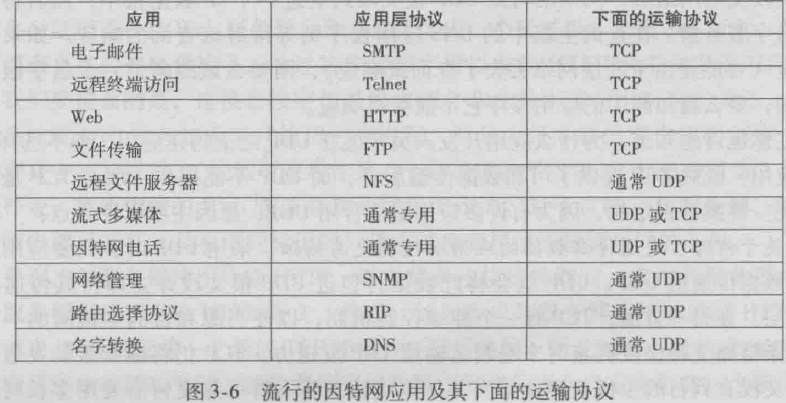 应用 应用层协议 下面的运输协议
电子邮件 SMTP TCP
远程终端访问 Telnet TCP
Web HTTP TCP
文件传输 FTP TCP
远程文件服务器 NFS 通常 UDP
流式多媒体 通常专用 UDP 或 TCP
因特网电话 通常专用 UDP 或 TCP
网络管理 SNMP 通常 UDP
路由选择协议 RIP 通常 UDP
名字转换 DNS 通常 UDP
图 3-6 流行的因特网应用及其下面的运输协议